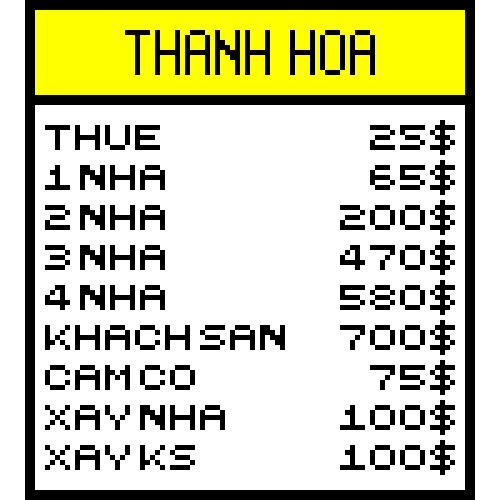 THANH HOA
THUE 25$
1 NHA 65$
2 NHA 200$
3 NHA 470$
4 NHA 580$
KHACH SAN 700$
CAM CO 75$
XAY NHA 100$
XAY KS 100$